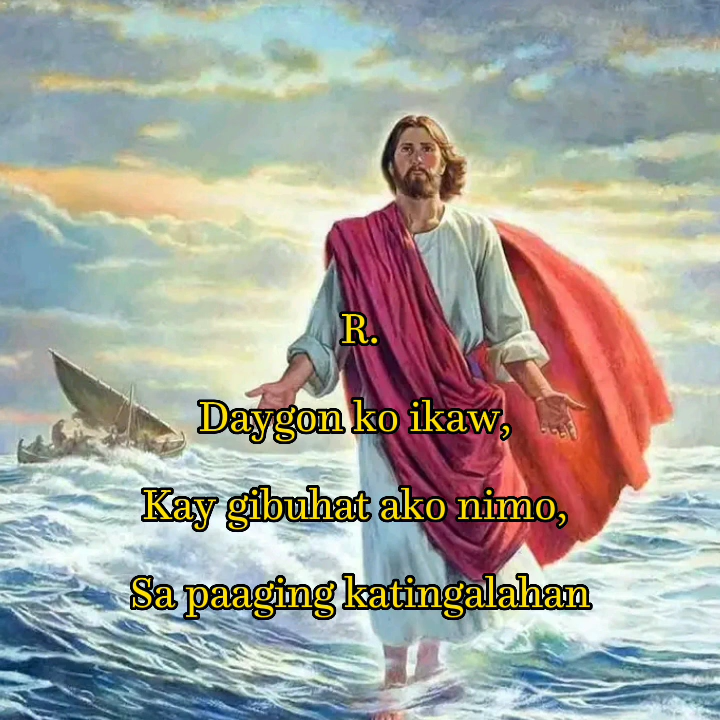 R.
Daygon ko ikaw,
Kay gibuhat ako nimo,
Sa paaging katingalahan